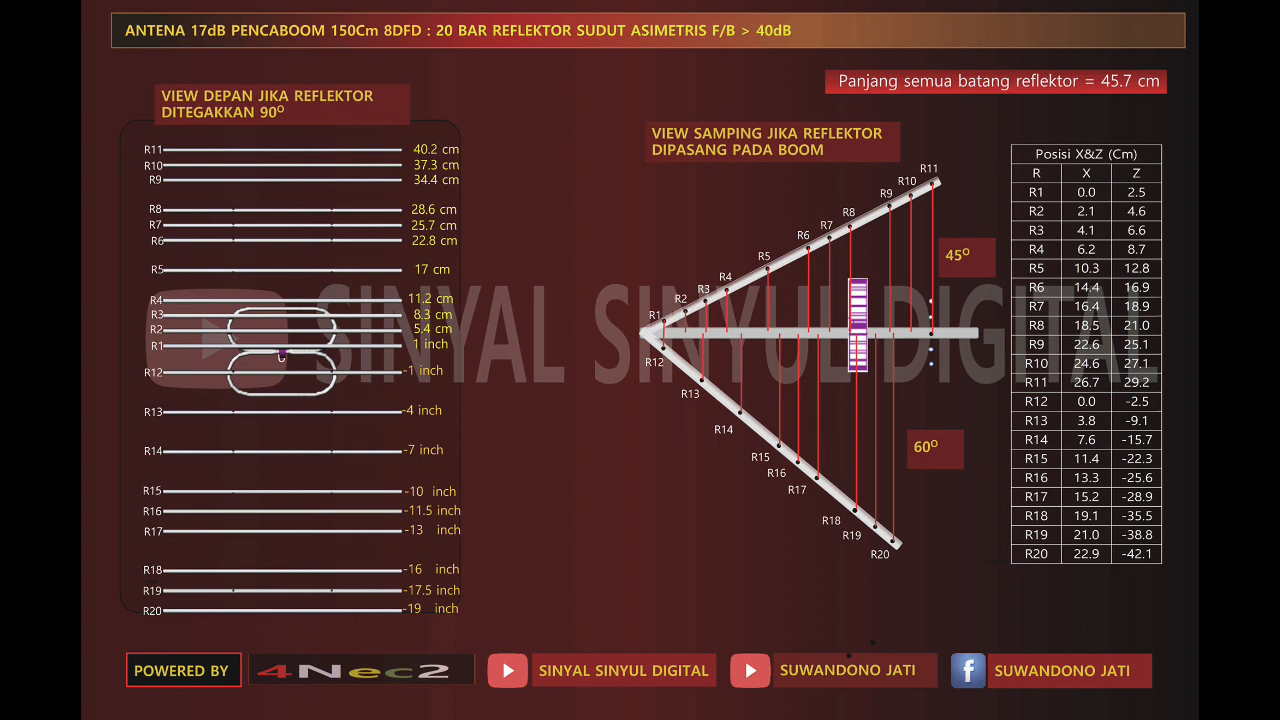 ANTENA 17dB PENCABOOM 150Cm 8DFD : 20 BAR REFLEKTOR SUDUT ASIMETRIS F/B > 40dB
Panjang semua batang reflektor = 45.7 cm
VIEW DEPAN JIKA REFLEKTOR
DITEGAKKAN 90⁰
R11 40.2 cm
R10 37.3 cm
R9 34.4 cm
R8 28.6 cm
R7 25.7 cm
R6 22.8 cm
R5 17 cm
R4 11.2 cm
R3 8.3 cm
R2 5.4 cm
R1 1 inch
R12 -1 inch
R13 -4 inch
R14 -7 inch
R15 -10 inch
R16 -11.5 inch
R17 -13 inch
R18 -16 inch
R19 -17.5 inch
R20 -19 inch
VIEW SAMPING JIKA REFLEKTOR
DIPASANG PADA BOOM
R11
R10
R9
R8
R7
R6
R5
R4
R3
R2
R1
R12
R13
R14
R15
R16
R17
R18
R19
R20
45⁰
60⁰
Posisi X&Z (Cm)
R X Z
R1 0.0 2.5
R2 2.1 4.6
R3 4.1 6.6
R4 6.2 8.7
R5 10.3 12.8
R6 14.4 16.9
R7 16.4 18.9
R8 18.5 21.0
R9 22.6 25.1
R10 24.6 27.1
R11 26.7 29.2
R12 0.0 -2.5
R13 3.8 -9.1
R14 7.6 -15.7
R15 11.4 -22.3
R16 13.3 -25.6
R17 15.2 -28.9
R18 19.1 -35.5
R19 21.0 -38.8
R20 22.9 -42.1
SINYAL SINYUL DIGITAL
POWERED BY
4Nec2
SINYAL SINYUL DIGITAL
SUWANDONO JATI
SUWANDONO JATI